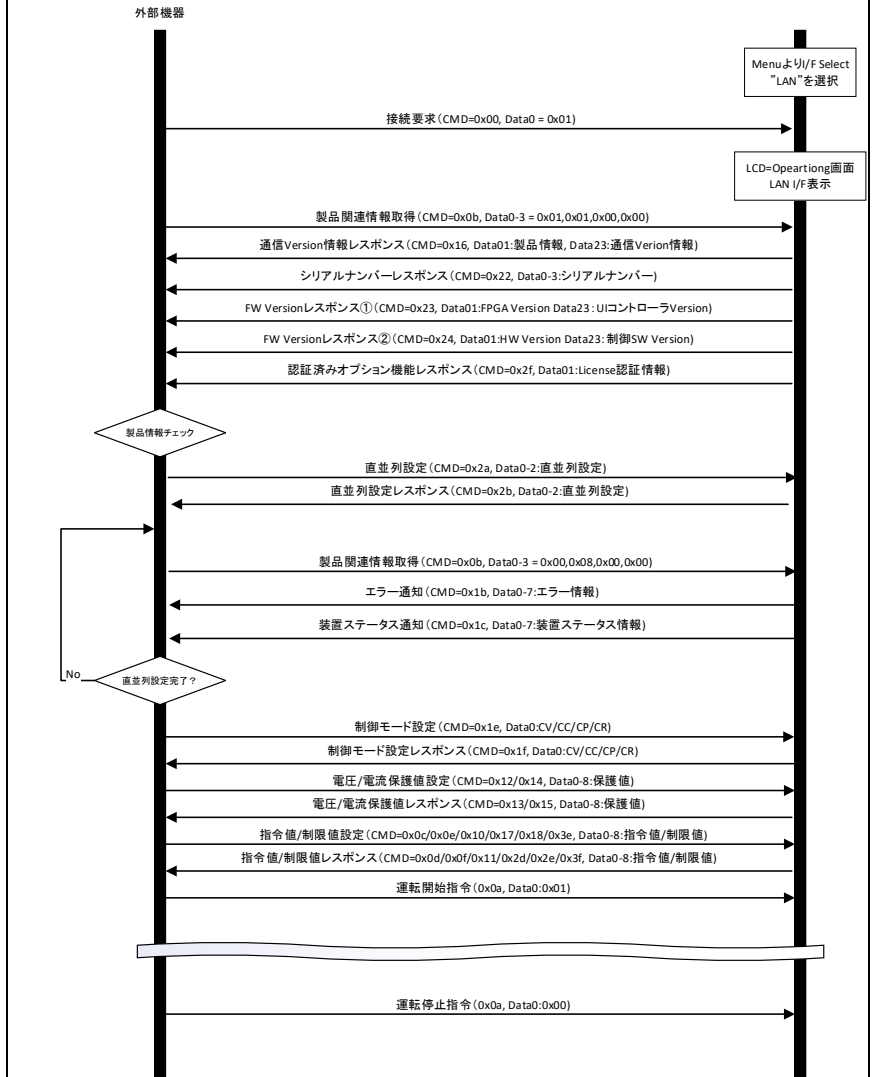 外部機器
MenuよりI/F Select
”LAN”を選択
接続要求(CMD=0x00, Data0 = 0x01)
LCD=Opeartiong画面
LAN I/F表示
製品関連情報取得(CMD=0x0b, Data0-3 = 0x01,0x01,0x00,0x00)
通信Version情報レスポンス(CMD=0x16, Data01:製品情報, Data23:通信Verion情報)
シリアルナンバーレスポンス(CMD=0x22, Data0-3:シリアルナンバー)
FW Versionレスポンス①(CMD=0x23, Data01:FPGA Version Data23：UIコントローラVersion)
FW Versionレスポンス②(CMD=0x24, Data01:HW Version Data23: 制御SW Version)
認証済みオプション機能レスポンス(CMD=0x2f, Data01:License認証情報)
製品情報チェック
直並列設定(CMD=0x2a, Data0-2:直並列設定)
直並列設定レスポンス(CMD=0x2b, Data0-2:直並列設定)
製品関連情報取得(CMD=0x0b, Data0-3 = 0x00,0x08,0x00,0x00)
エラー通知(CMD=0x1b, Data0-7:エラー情報)
装置ステータス通知(CMD=0x1c, Data0-7:装置ステータス情報)
No
直並列設定完了？
制御モード設定(CMD=0x1e, Data0:CV/CC/CP/CR)
制御モード設定レスポンス(CMD=0x1f, Data0:CV/CC/CP/CR)
電圧/電流保護値設定(CMD=0x12/0x14, Data0-8:保護値)
電圧/電流保護値レスポンス(CMD=0x13/0x15, Data0-8:保護値)
指令値/制限値設定(CMD=0x0c/0x0e/0x10/0x17/0x18/0x3e, Data0-8:指令値/制限値)
指令値/制限値レスポンス(CMD=0x0d/0x0f/0x11/0x2d/0x2e/0x3f, Data0-8:指令値/制限値)
運転開始指令(0x0a, Data0:0x01)
運転停止指令(0x0a, Data0:0x00)